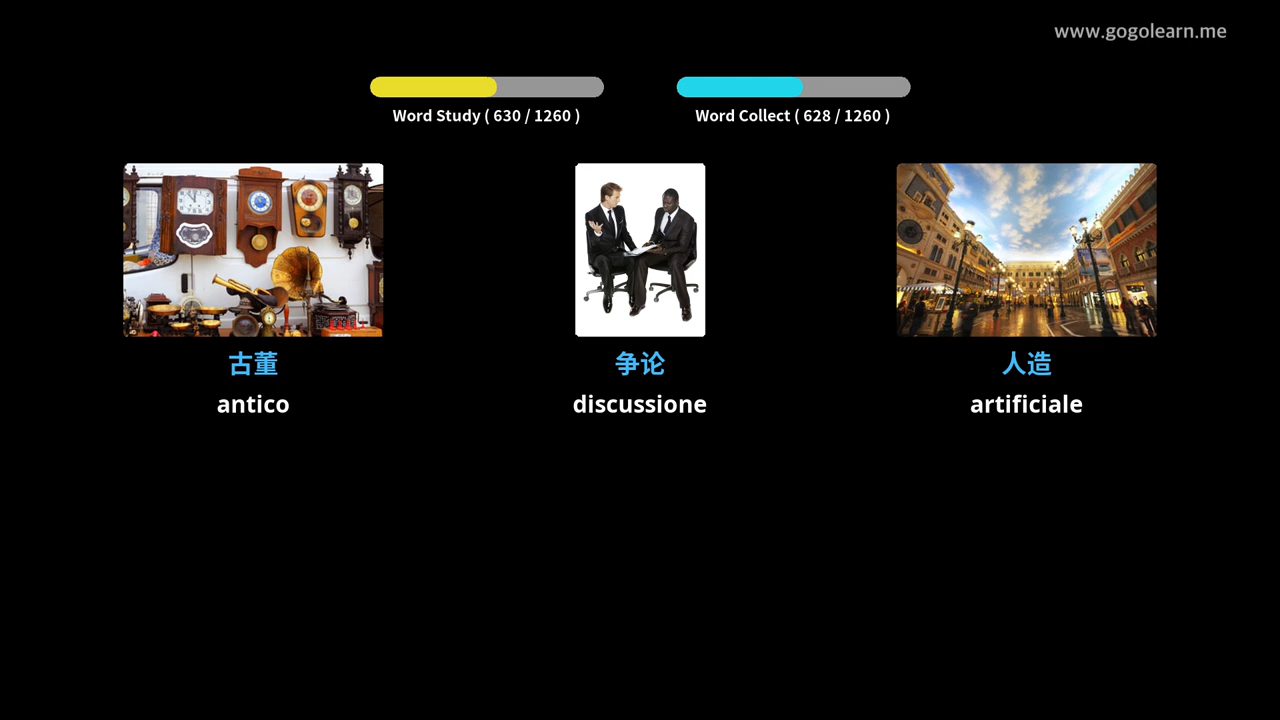 www.gogolearn.me
Word Study ( 630 / 1260 )
Word Collect ( 628 / 1260 )
古董
antico
争论
discussione
人造
artificiale